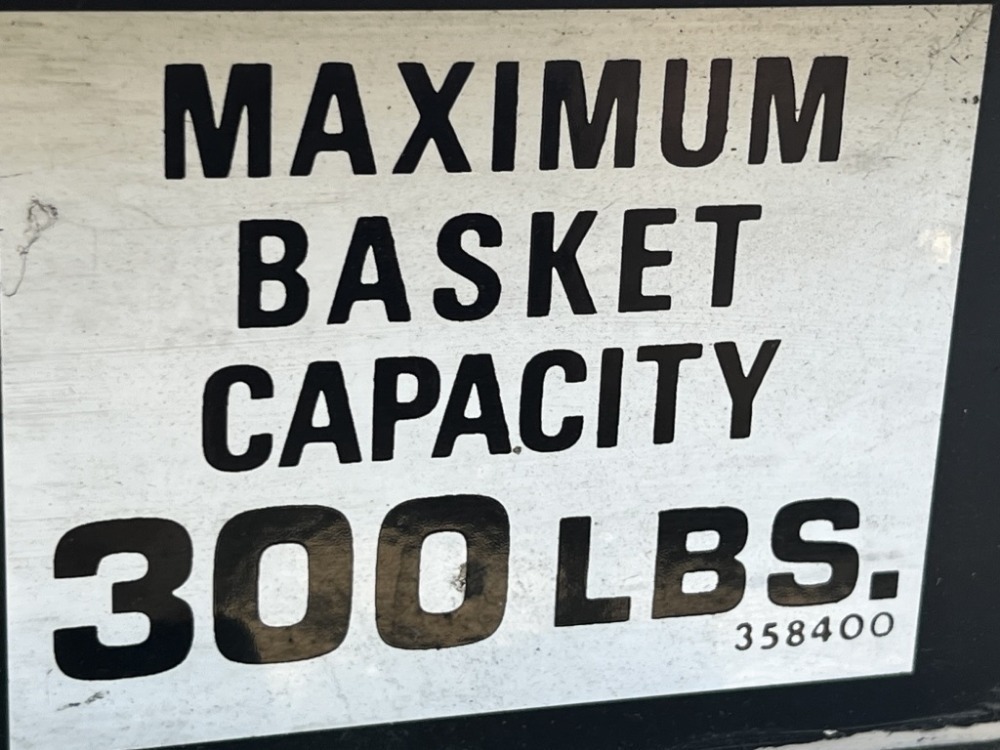 MAXIMUM
BASKET
CAPACITY
300 LBS.
358400